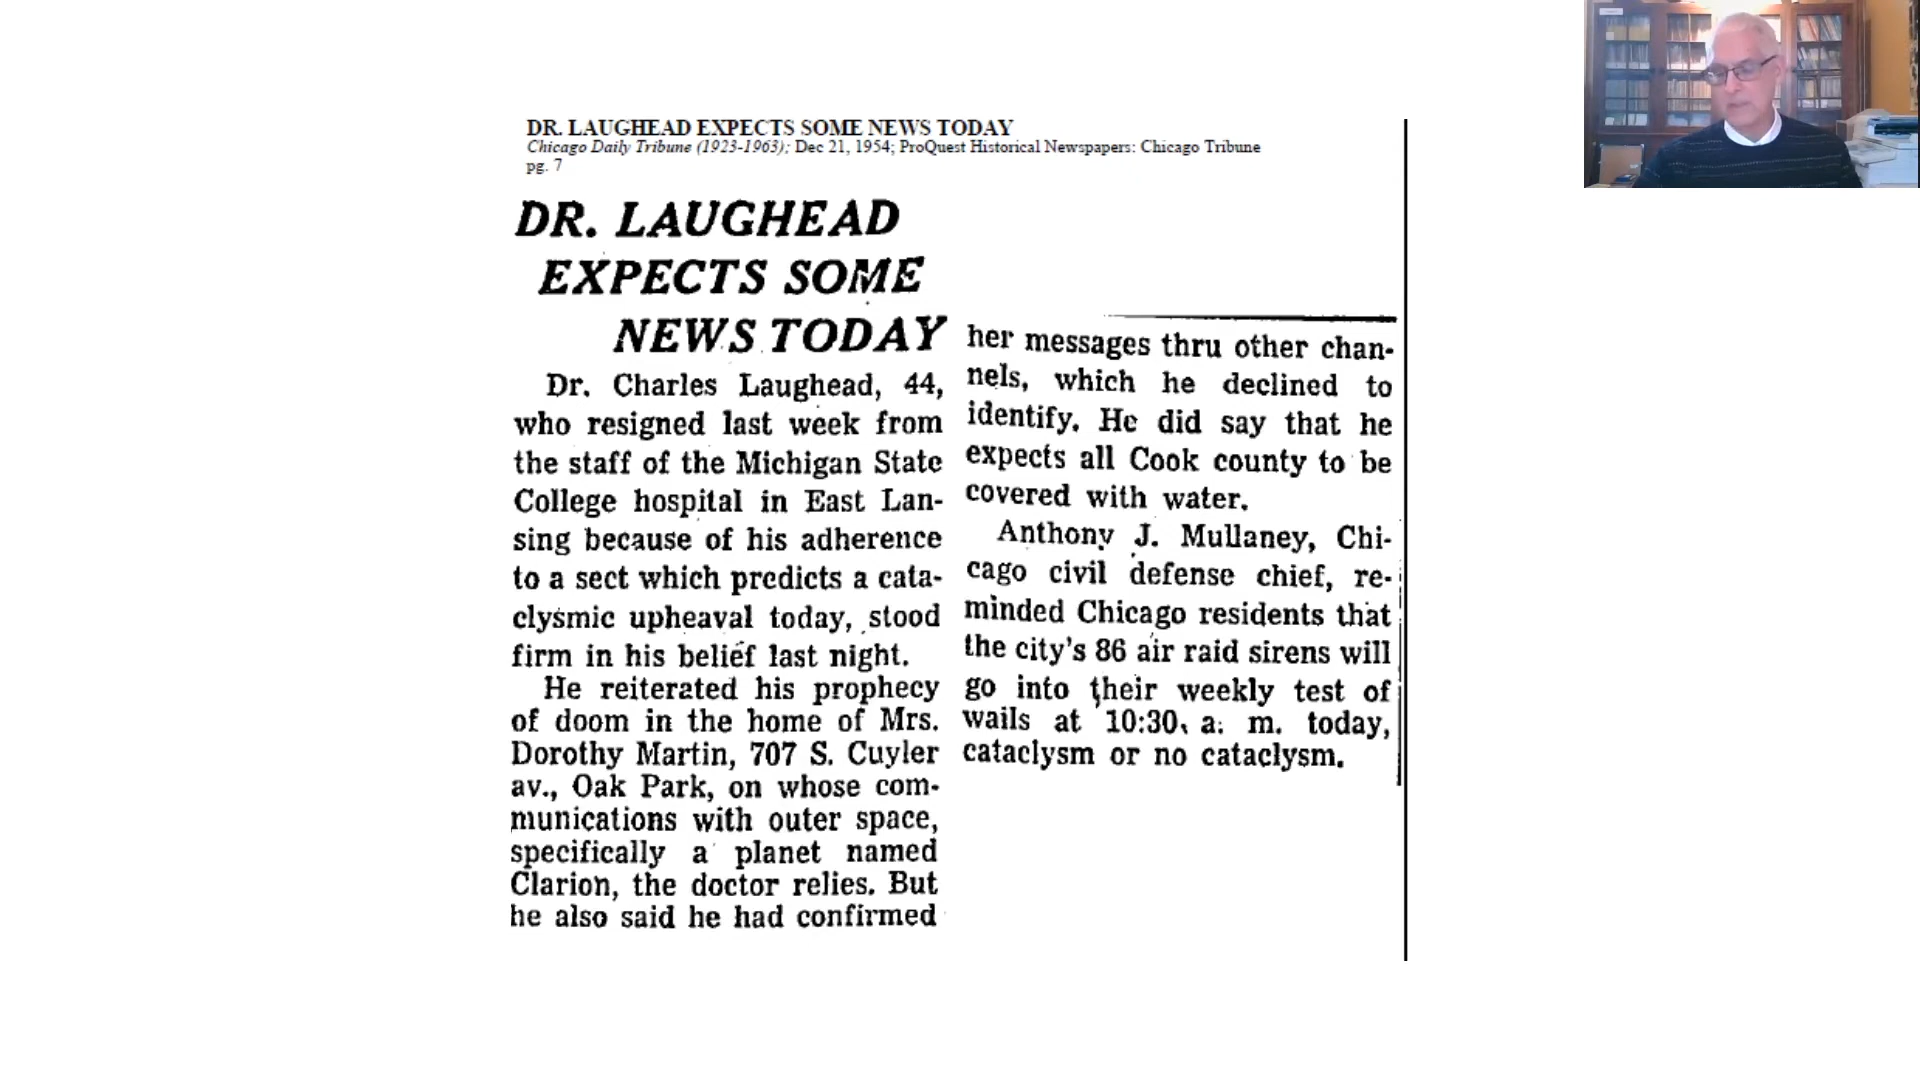 DR. LAUGHEAD EXPECTS SOME NEWS TODAY
Chicago Daily Tribune (1923-1963); Dec 21, 1954; ProQuest Historical Newspapers: Chicago Tribune
pg. 7
DR. LAUGHEAD
EXPECTS SOME
NEWS TODAY
Dr. Charles Laughead, 44,
who resigned last week from
the staff of the Michigan State
College hospital in East Lan-
sing because of his adherence
to a sect which predicts a cata-
clysmic upheaval today, stood
firm in his belief last night.
He reiterated his prophecy
of doom in the home of Mrs.
Dorothy Martin, 707 S. Cuyler
av., Oak Park, on whose com-
munications with outer space,
specifically a planet named
Clarion, the doctor relies. But
he also said he had confirmed
her messages thru other chan-
nels, which he declined to
identify. He did say that he
expects all Cook county to be
covered with water.
Anthony J. Mullaney, Chi-
cago civil defense chief, re-
minded Chicago residents that
the city's 86 air raid sirens will
go into their weekly test of
wails at 10:30 a. m. today,
cataclysm or no cataclysm.